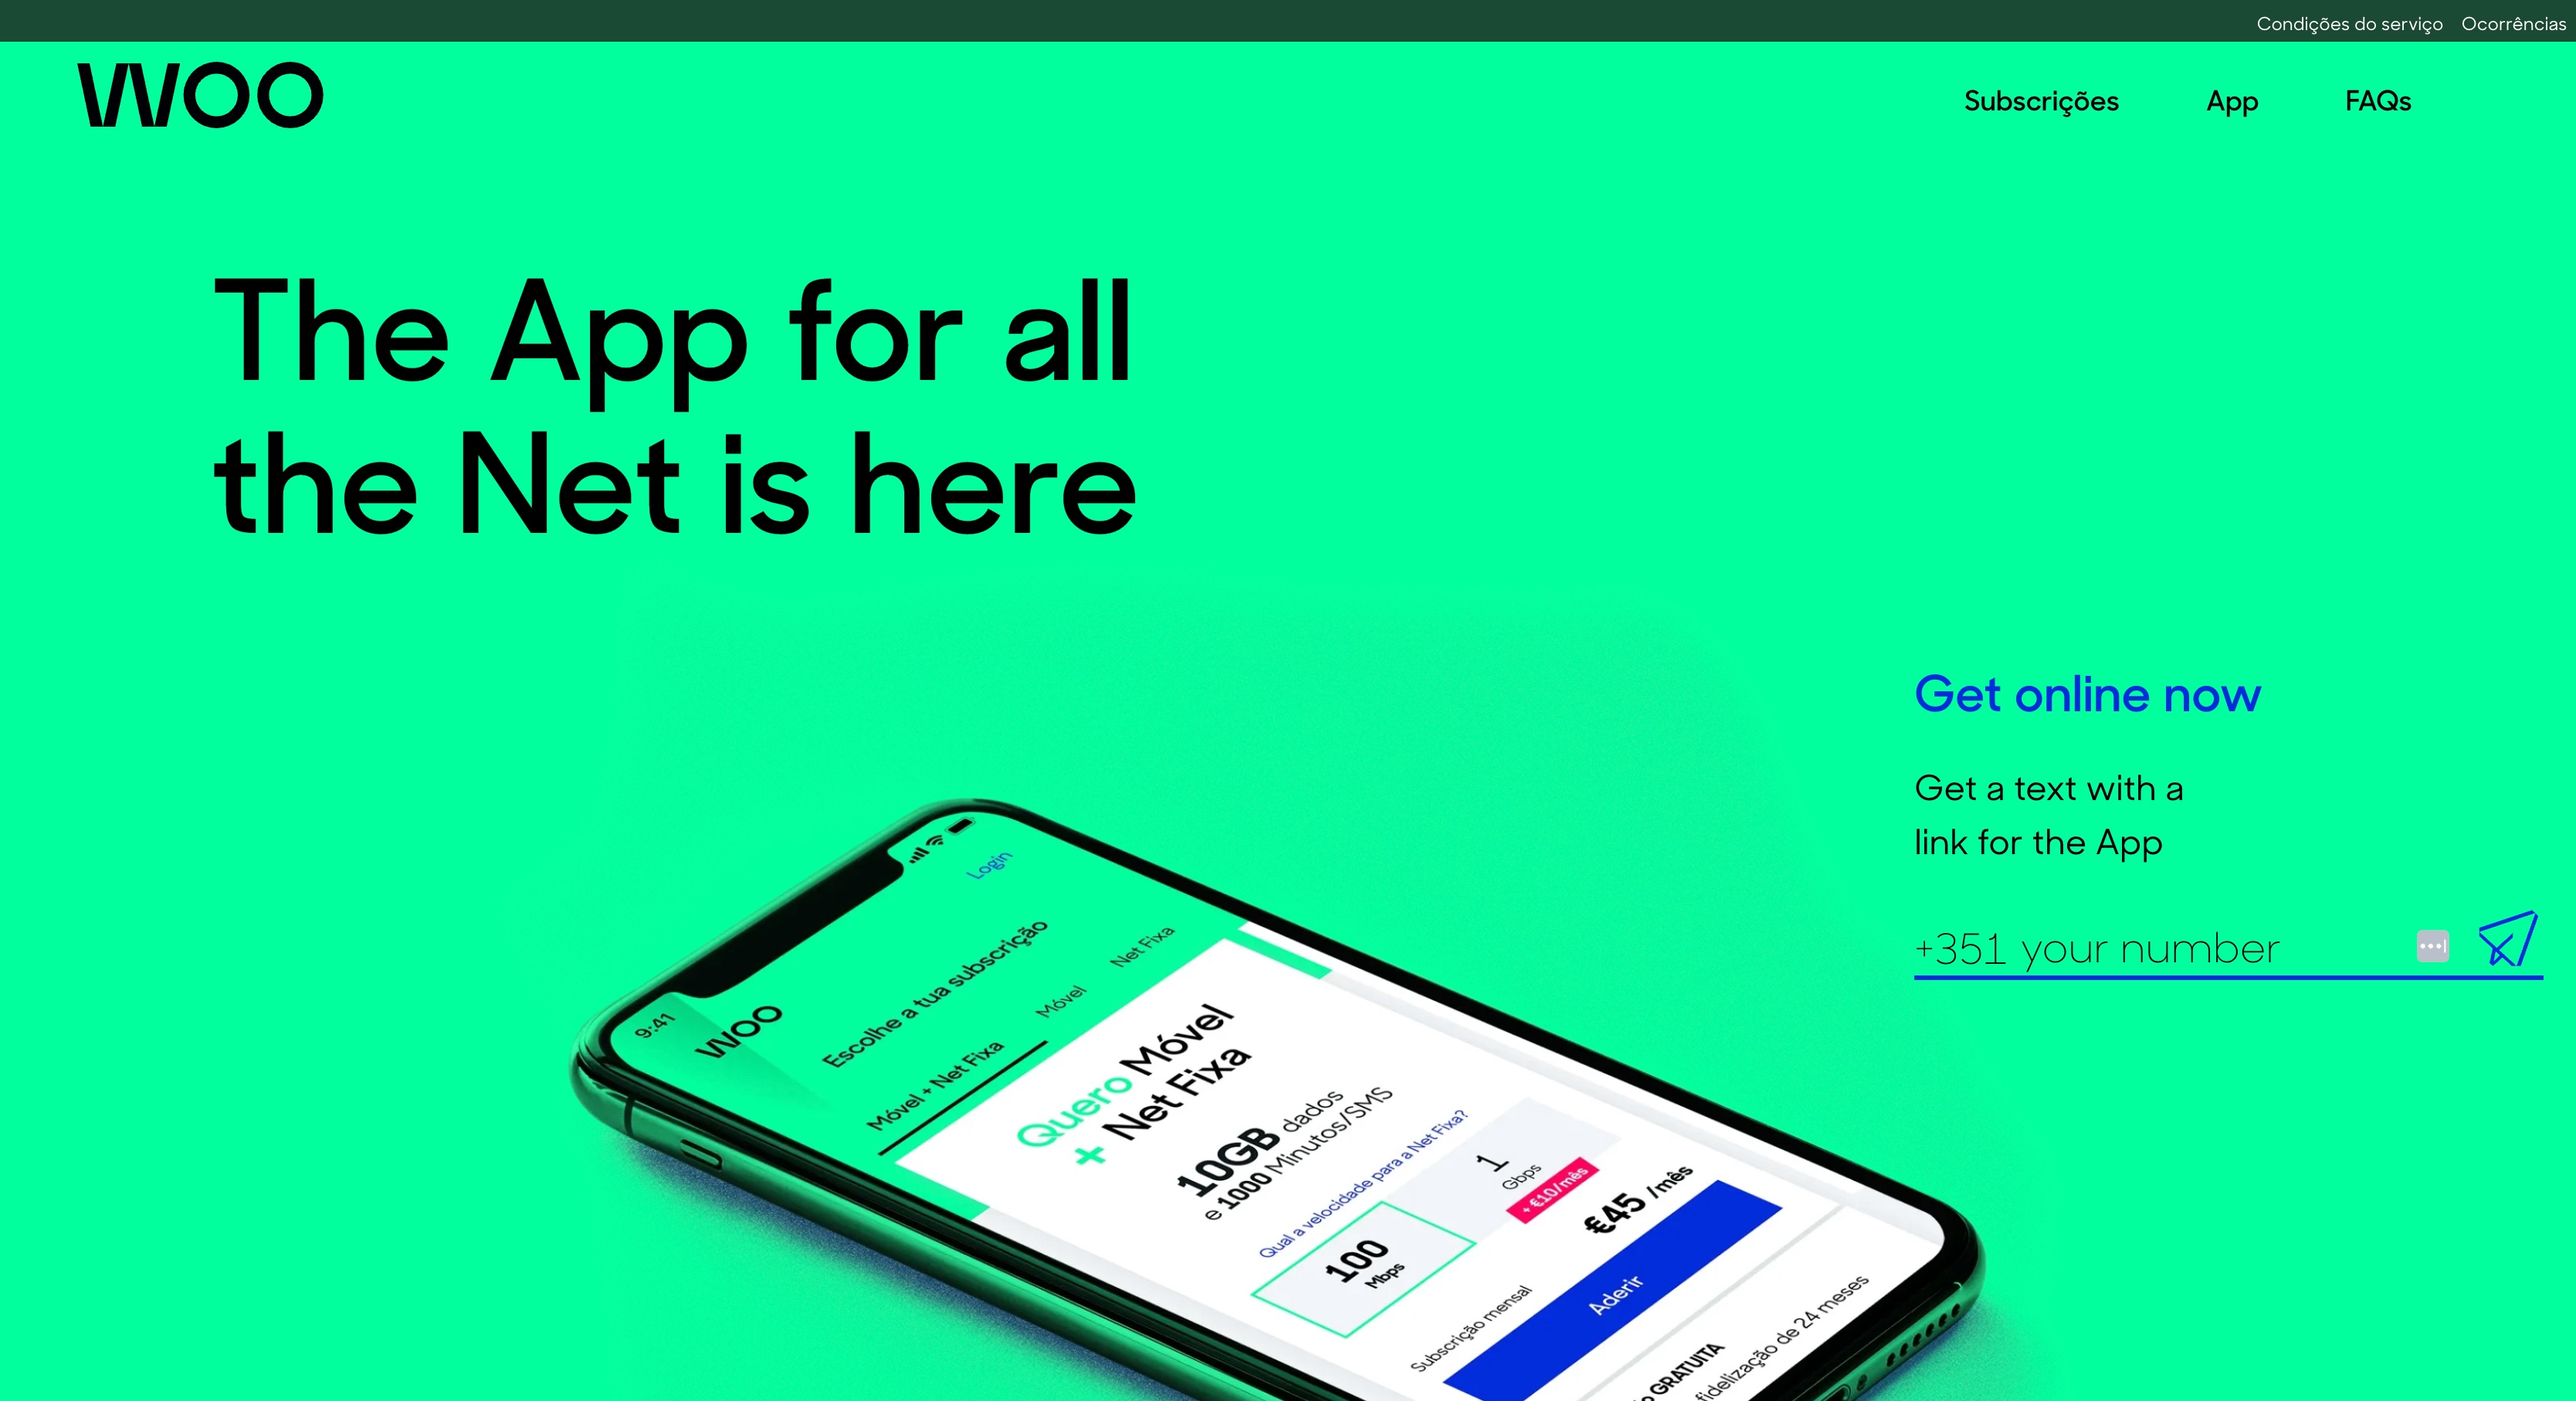 Condições do serviço Ocorrências
WOO
Subscrições App FAQs
The App for all
the Net is here
Get online now
Get a text with a
link for the App
+351 your number
9:41
WOO
Login
Escolhe a tua subscrição
Móvel + Net Fixa Móvel Net Fixa
Quero Móvel
+ Net Fixa
10GB dados
e 1000 Minutos/SMS
Qual a velocidade para a Net Fixa?
100
Mbps
1
Gbps
+ €10/mês
Subscrição mensal
€45 /mês
Aderir
GRATUITA
fidelização de 24 meses